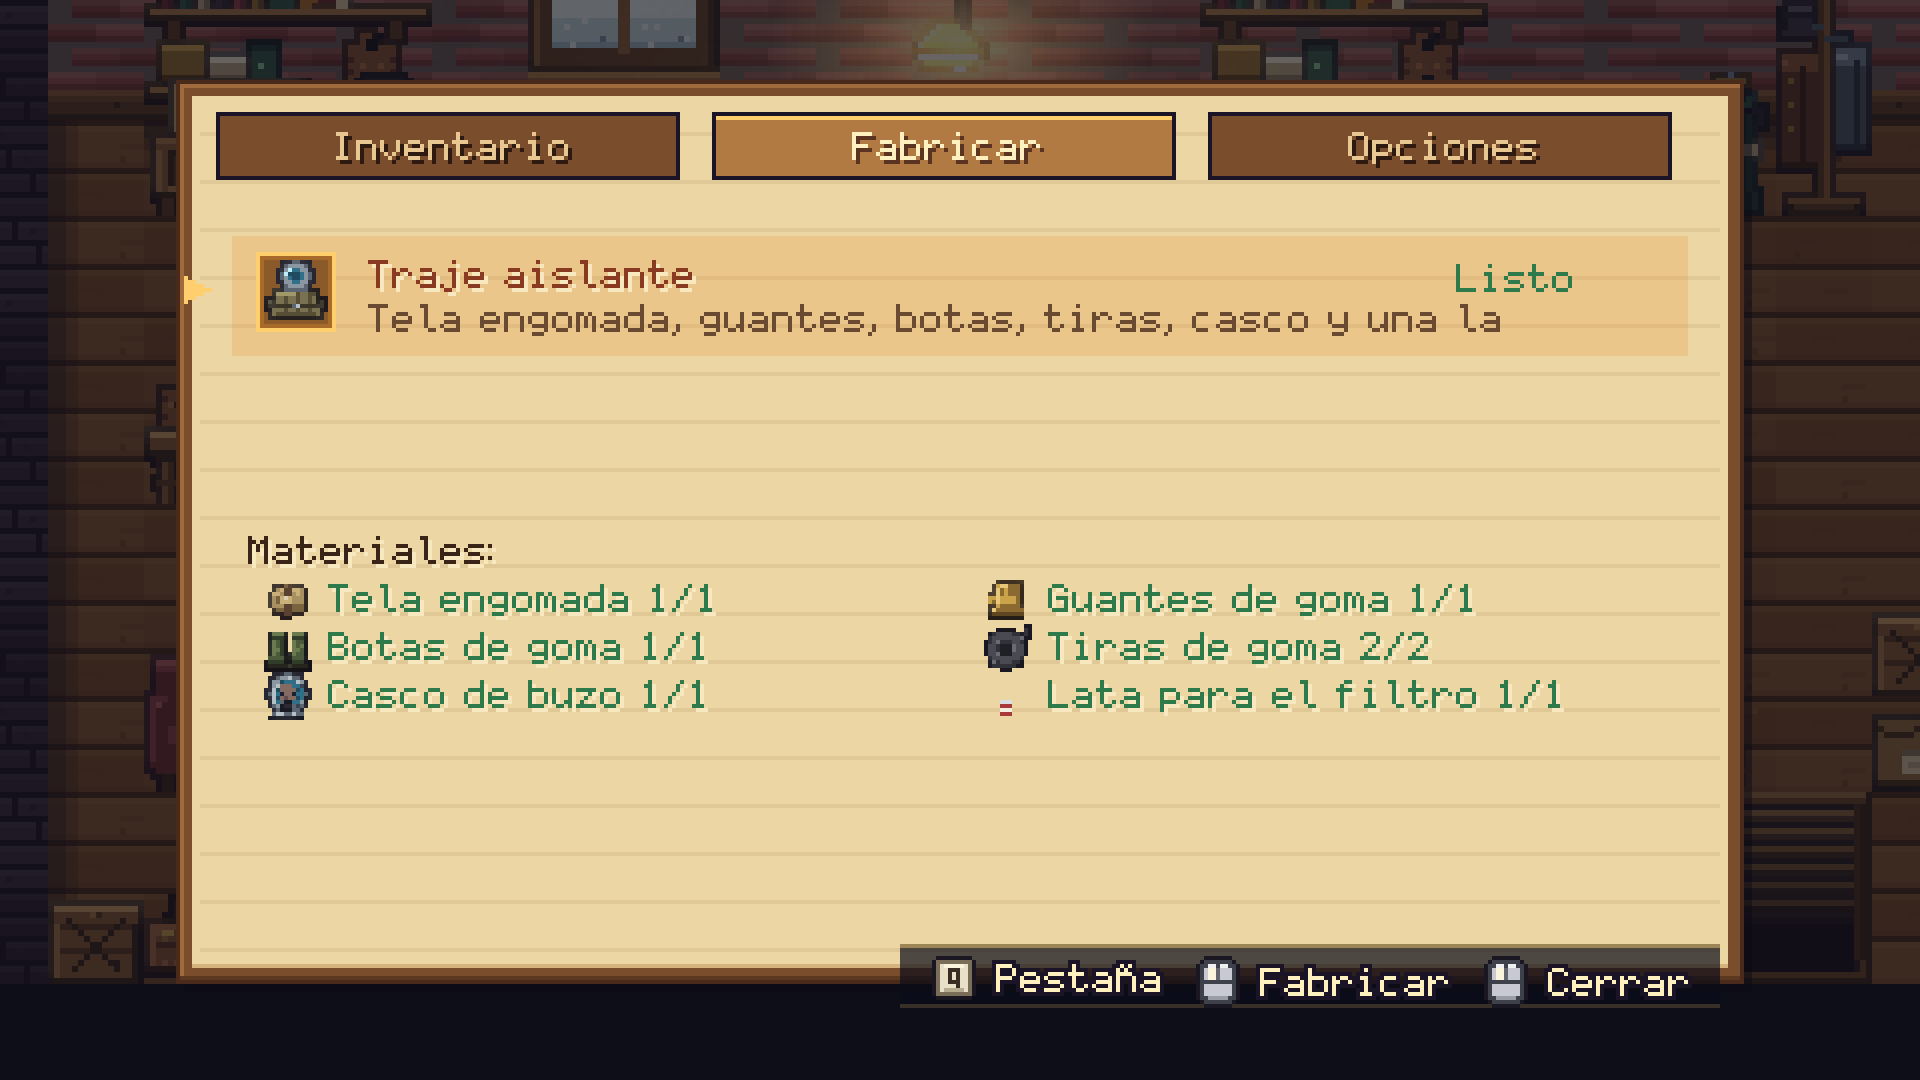 Inventario
Fabricar
Opciones
Traje aislante
Listo
Tela engomada, guantes, botas, tiras, casco y una la
Materiales:
Tela engomada 1/1
Guantes de goma 1/1
Botas de goma 1/1
Tiras de goma 2/2
Casco de buzo 1/1
Lata para el filtro 1/1
q Pestaña Fabricar Cerrar